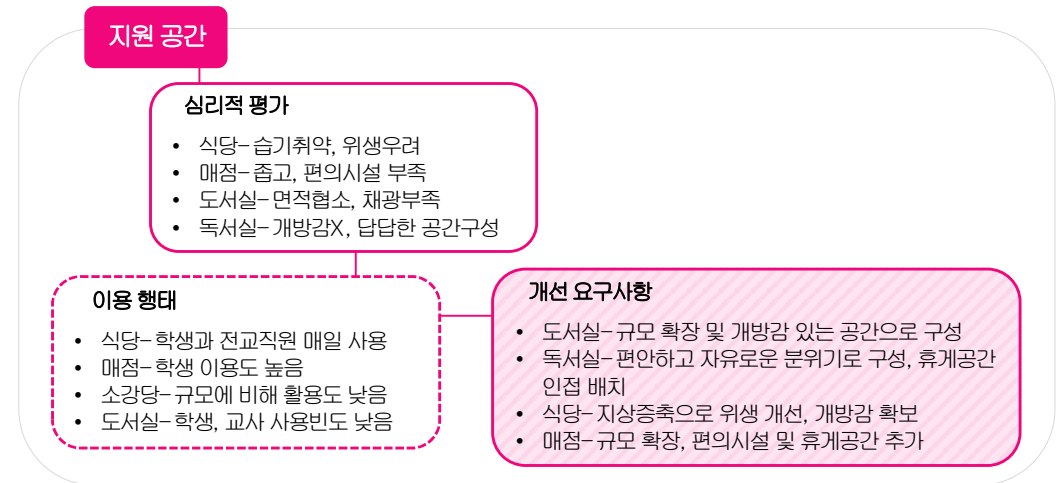 지원 공간
심리적 평가
• 식당-습기취약, 위생우려
• 매점-좁고, 편의시설 부족
• 도서실-면적협소, 채광부족
• 독서실-개방감X, 답답한 공간구성
이용 행태
• 식당-학생과 전교직원 매일 사용
• 매점-학생 이용도 높음
• 소강당-규모에 비해 활용도 낮음
• 도서실-학생, 교사 사용빈도 낮음
개선 요구사항
• 도서실-규모 확장 및 개방감 있는 공간으로 구성
• 독서실-편안하고 자유로운 분위기로 구성, 휴게공간
인접 배치
• 식당-지상증축으로 위생 개선, 개방감 확보
• 매점-규모 확장, 편의시설 및 휴게공간 추가